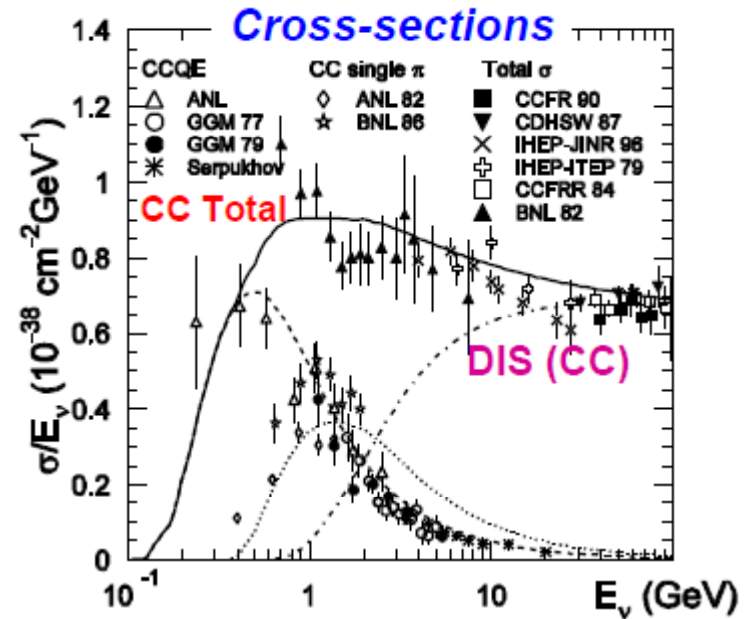 Cross-sections
CCQE
ANL
GGM 77
GGM 79
Serpukhov
CC single π
ANL 82
BNL 86
Total σ
CCFR 90
CDHSW 87
IHEP-JINR 96
IHEP-ITEP 79
CCFRR 84
BNL 82
CC Total
DIS (CC)
σ/Eν (10⁻³⁸ cm⁻²GeV⁻¹)
1.4
1.2
1
0.8
0.6
0.4
0.2
0
10⁻¹
1
10
Eν (GeV)